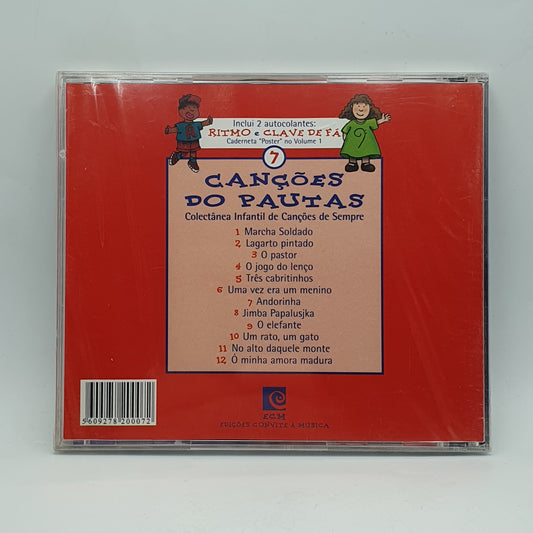 Inclui 2 autocolantes:
RITMO e CLAVE DE FÁ
Caderneta "Poster" no Volume 1
7
CANÇÕES
DO PAUTAS
Colectânea Infantil de Canções de Sempre
1 Marcha Soldado
2 Lagarto pintado
3 O pastor
4 O jogo do lenço
5 Três cabritinhos
6 Uma vez era um menino
7 Andorinha
8 Jimba Papalusjka
9 O elefante
10 Um rato, um gato
11 No alto daquele monte
12 Ó minha amora madura
5609278200072
ECM
EDIÇÕES CONVITE À MÚSICA